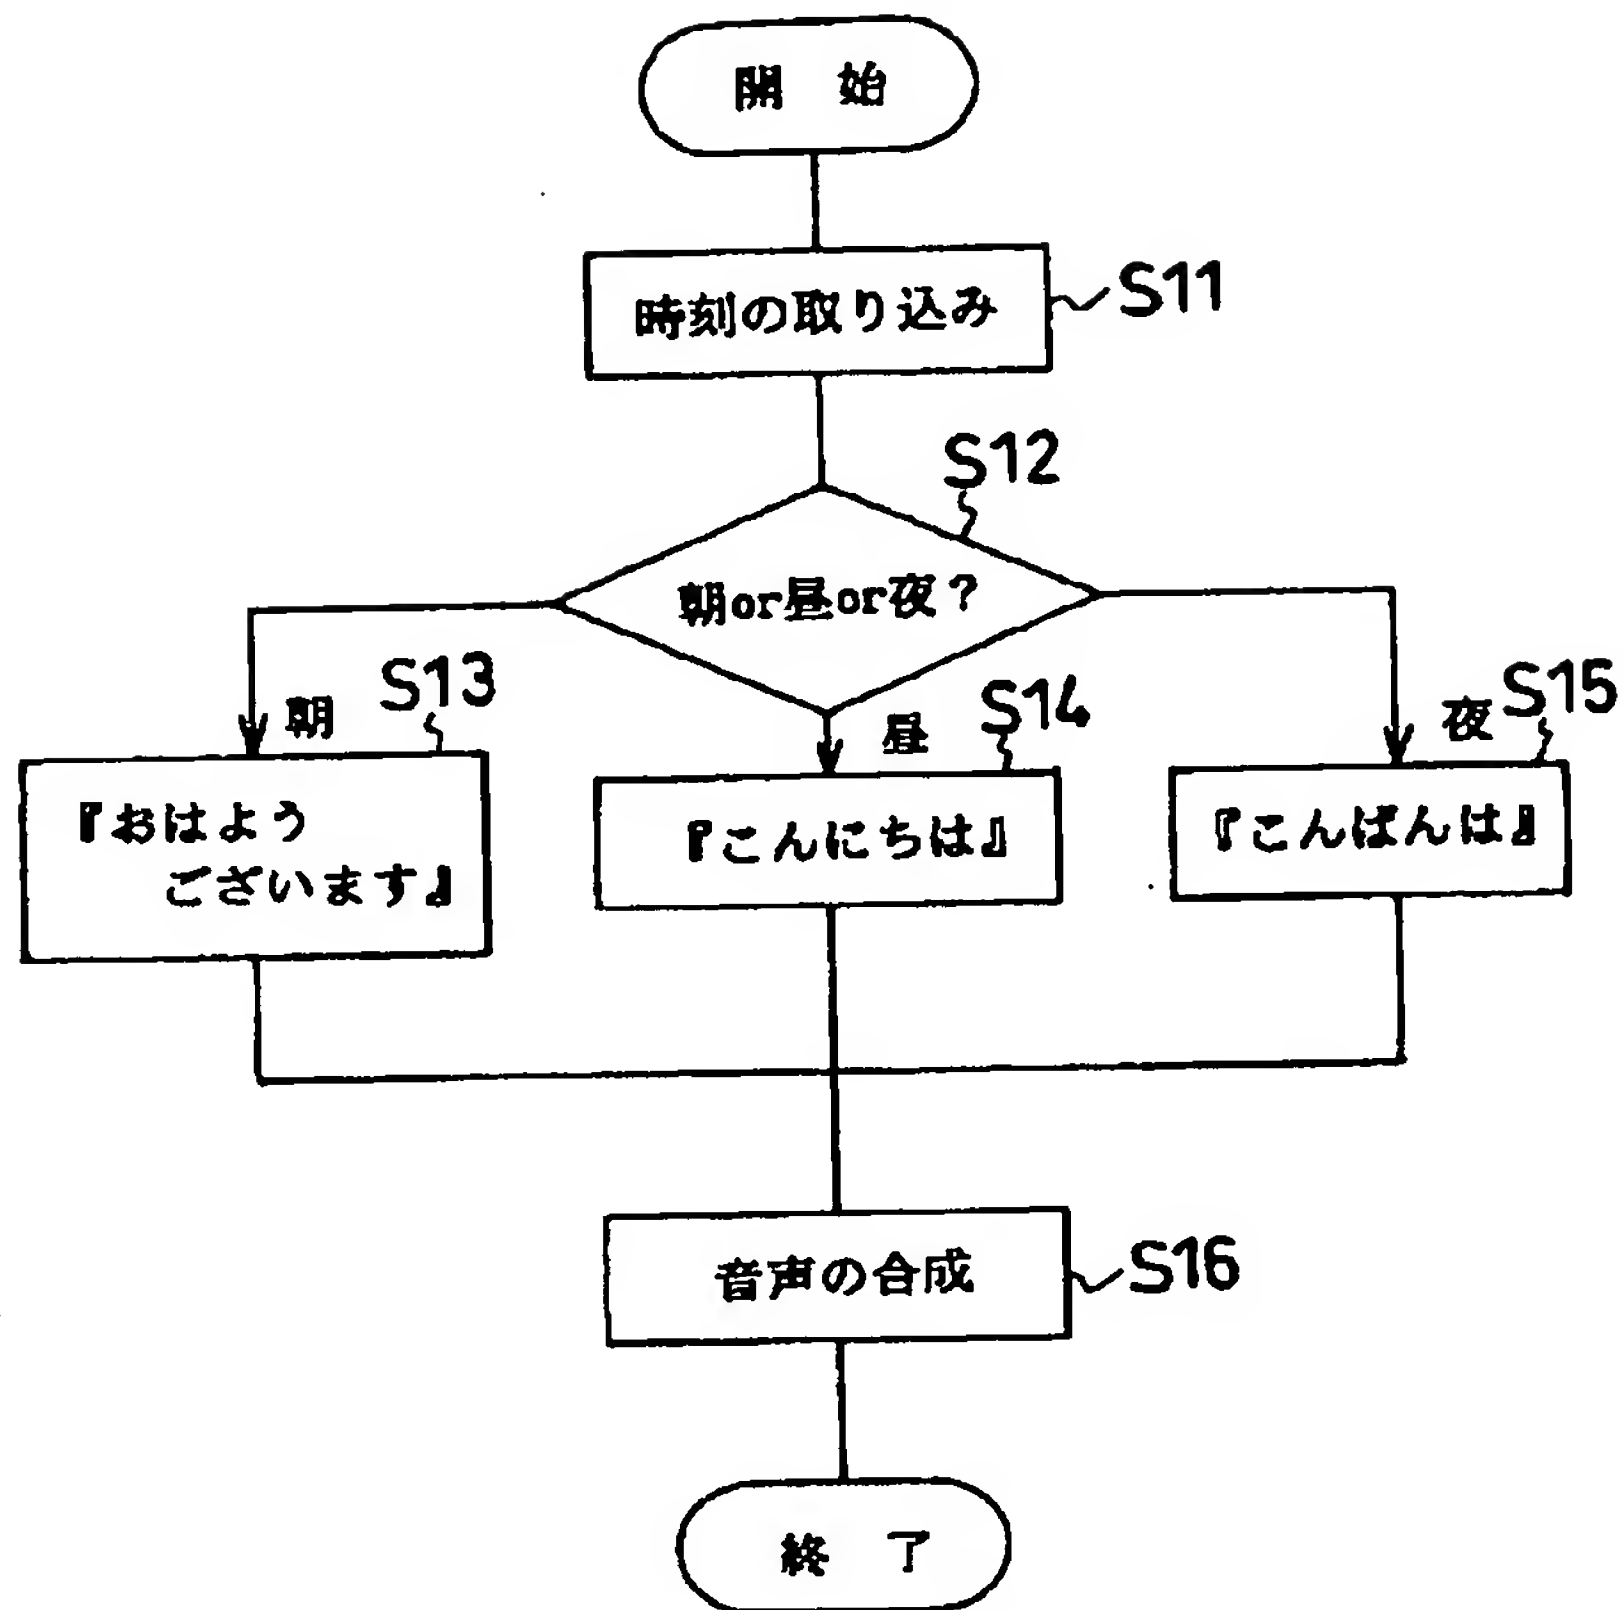 開 始
時刻の取り込み
S11
S12
朝or昼or夜?
朝
S13
昼
S14
夜
S15
『おはよう
ございます』
『こんにちは』
『こんばんは』
音声の合成
S16
終 了